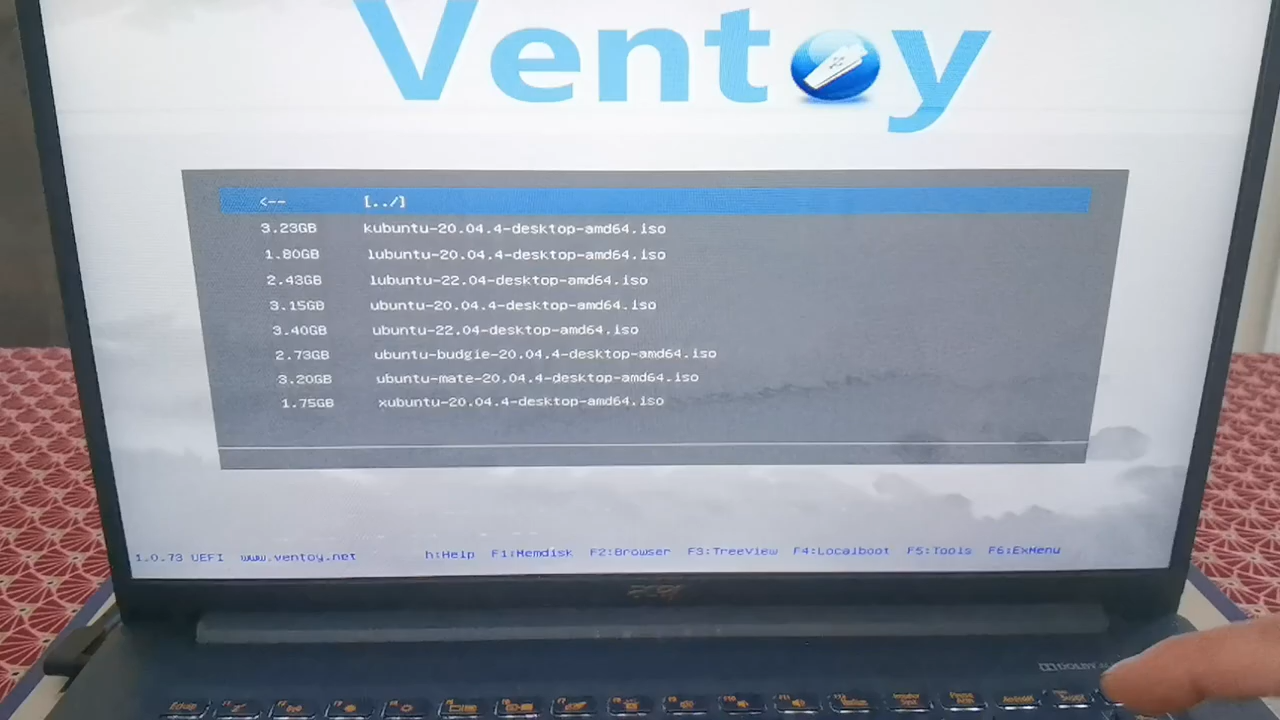 Ventoy
<-- [../]
3.23GB kubuntu-20.04.4-desktop-amd64.iso
1.80GB lubuntu-20.04.4-desktop-amd64.iso
2.43GB lubuntu-22.04-desktop-amd64.iso
3.15GB ubuntu-20.04.4-desktop-amd64.iso
3.40GB ubuntu-22.04-desktop-amd64.iso
2.73GB ubuntu-budgie-20.04.4-desktop-amd64.iso
3.20GB ubuntu-mate-20.04.4-desktop-amd64.iso
1.75GB xubuntu-20.04.4-desktop-amd64.iso
1.0.73 UEFI www.ventoy.net h:Help F1:Memdisk F2:Browser F3:TreeView F4:Localboot F5:Tools F6:ExMenu
acer
DOLBY